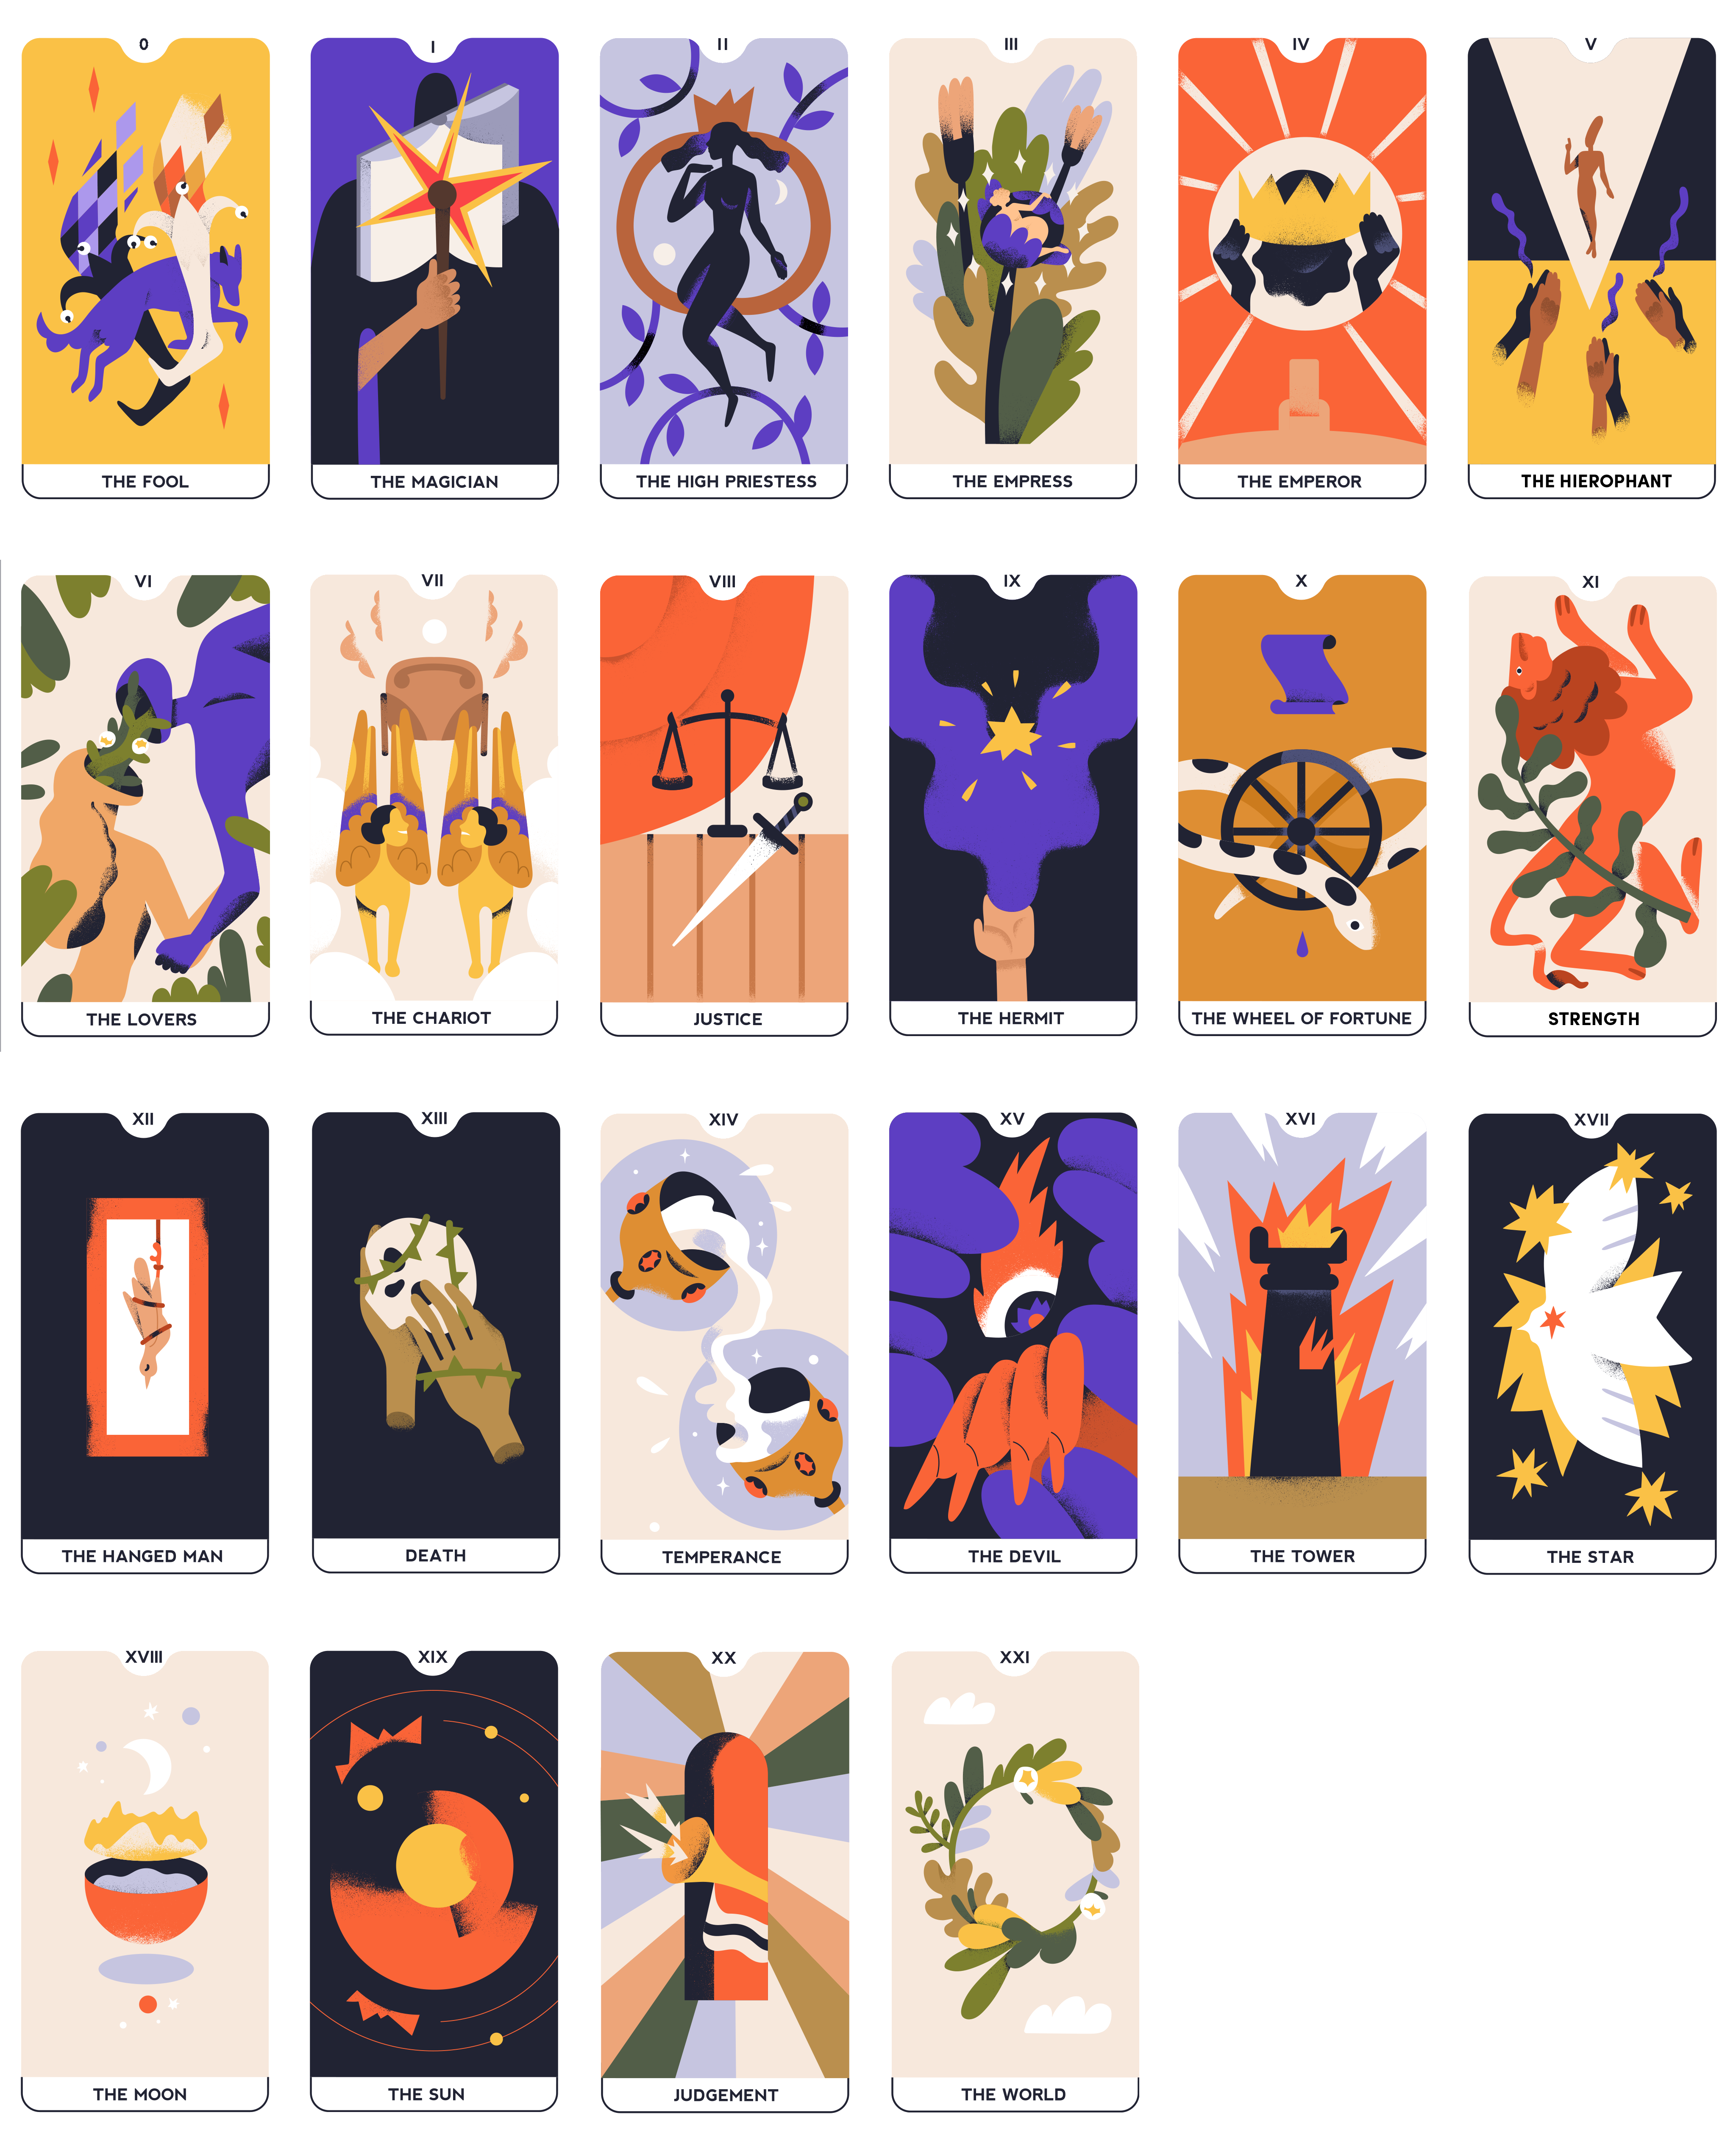 0
I
II
III
IV
V
THE FOOL
THE MAGICIAN
THE HIGH PRIESTESS
THE EMPRESS
THE EMPEROR
THE HIEROPHANT
VI
VII
VIII
IX
X
XI
THE LOVERS
THE CHARIOT
JUSTICE
THE HERMIT
THE WHEEL OF FORTUNE
STRENGTH
XII
XIII
XIV
XV
XVI
XVII
THE HANGED MAN
DEATH
TEMPERANCE
THE DEVIL
THE TOWER
THE STAR
XVIII
XIX
XX
XXI
THE MOON
THE SUN
JUDGEMENT
THE WORLD